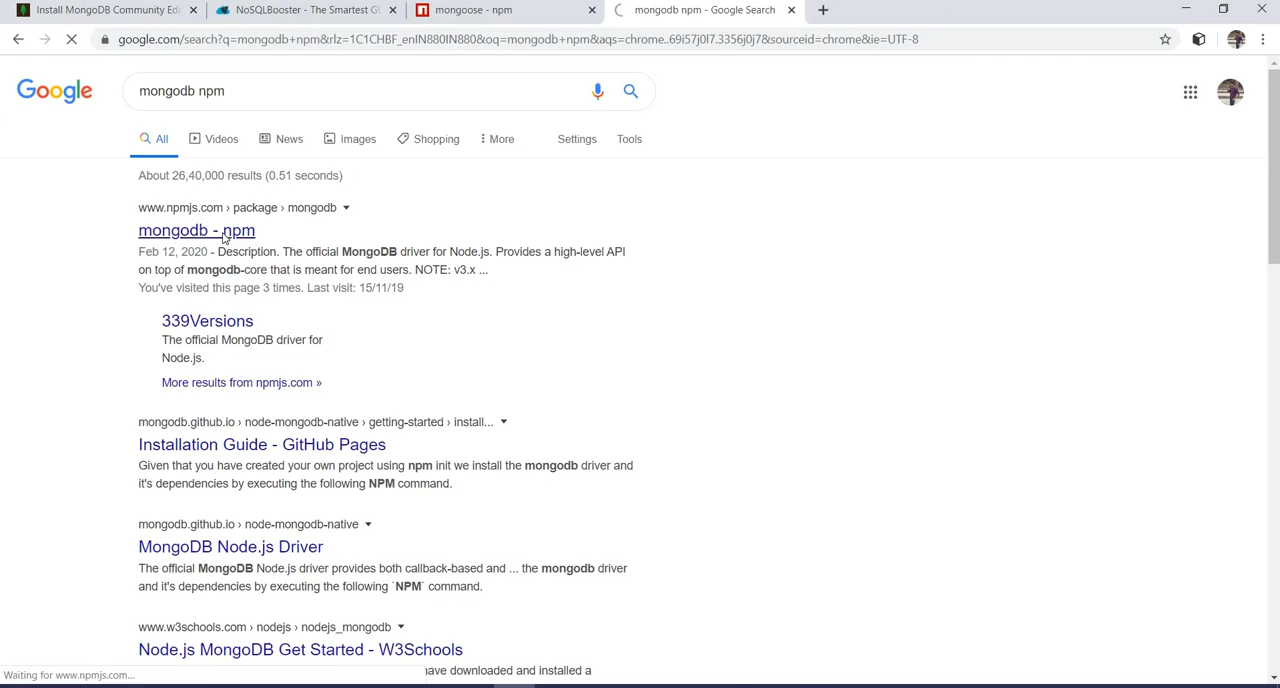 Install MongoDB Community Edi
NoSQLBooster - The Smartest G
mongoose - npm
mongodb npm - Google Search
google.com/search?q=mongodb+npm&rlz=1C1CHBF_enIN880IN880&oq=mongodb+npm&aqs=chrome..69i57j0l7.3356j0j7&sourceid=chrome&ie=UTF-8
Google
mongodb npm
All
Videos
News
Images
Shopping
More
Settings
Tools
About 26,40,000 results (0.51 seconds)
www.npmjs.com › package › mongodb
mongodb - npm
Feb 12, 2020 - Description. The official MongoDB driver for Node.js. Provides a high-level API
on top of mongodb-core that is meant for end users. NOTE: v3.x ...
You've visited this page 3 times. Last visit: 15/11/19
339Versions
The official MongoDB driver for
Node.js.
More results from npmjs.com »
mongodb.github.io › node-mongodb-native › getting-started › install...
Installation Guide - GitHub Pages
Given that you have created your own project using npm init we install the mongodb driver and
it's dependencies by executing the following NPM command.
mongodb.github.io › node-mongodb-native
MongoDB Node.js Driver
The official MongoDB Node.js driver provides both callback-based and ... the mongodb driver
and it's dependencies by executing the following `NPM` command.
www.w3schools.com › nodejs › nodejs_mongodb
Node.js MongoDB Get Started - W3Schools
have downloaded and installed a
Waiting for www.npmjs.com...